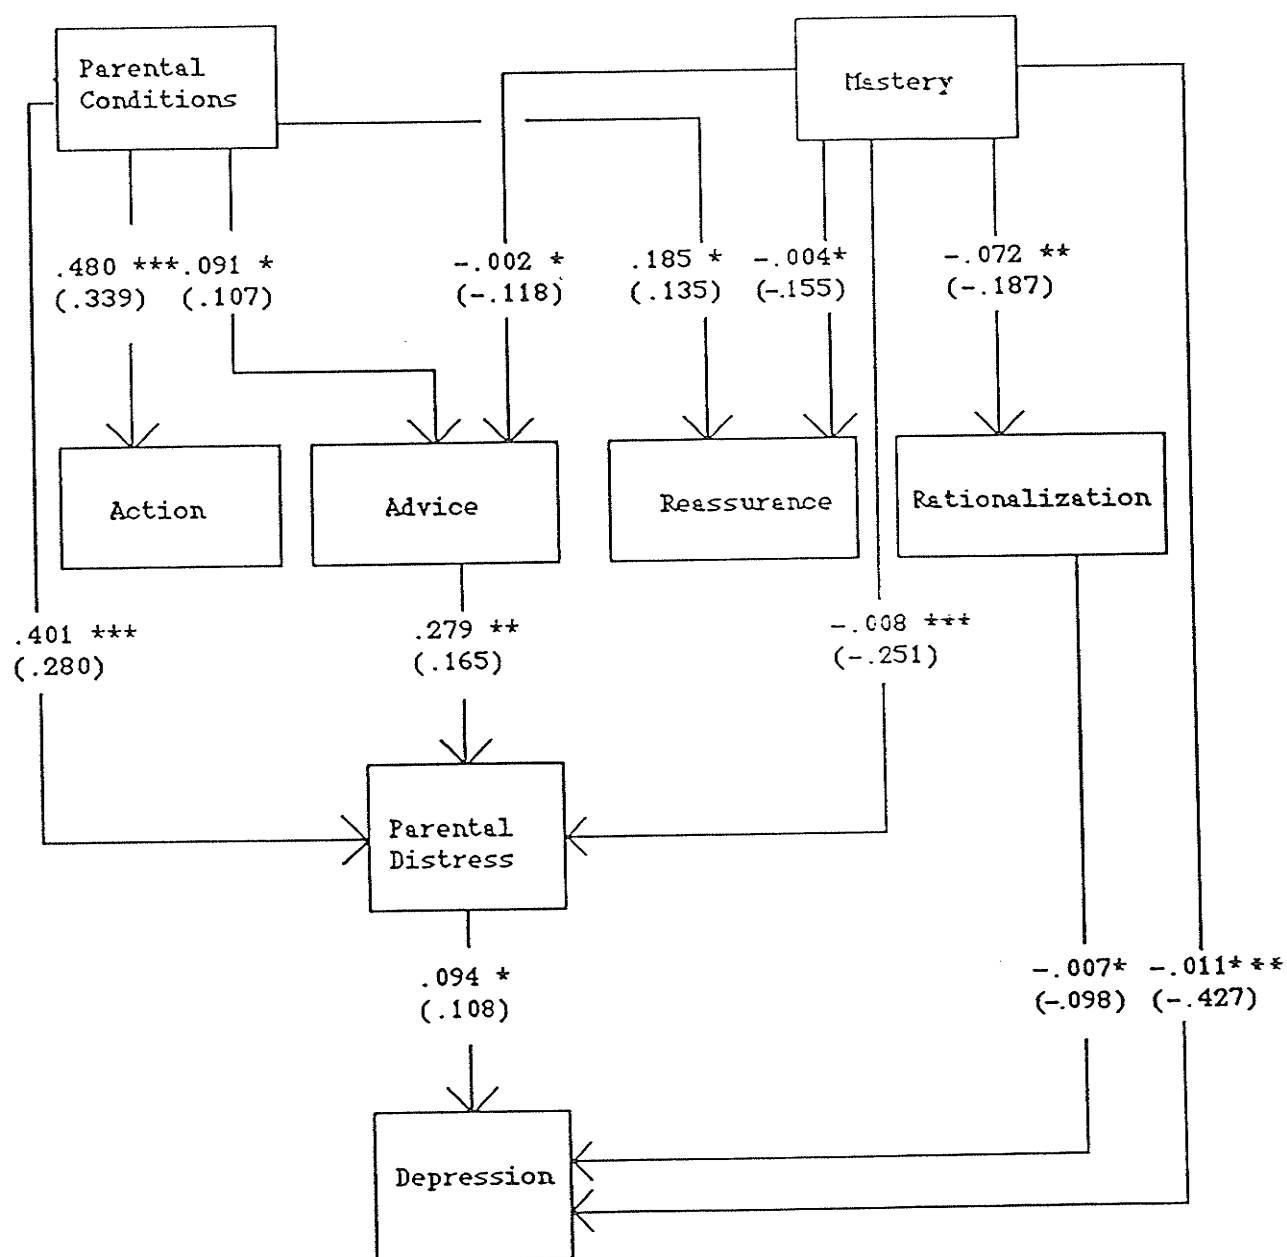 Parental
Conditions
Mastery
.480 ***
(.339)
.091 *
(.107)
-.002 *
(-.118)
.185 *
(.135)
-.004*
(-.155)
-.072 **
(-.187)
Action
Advice
Reassurance
Rationalization
.401 ***
(.280)
.279 **
(.165)
-.008 ***
(-.251)
Parental
Distress
.094 *
(.108)
-.007*
(-.098)
-.011***
(-.427)
Depression